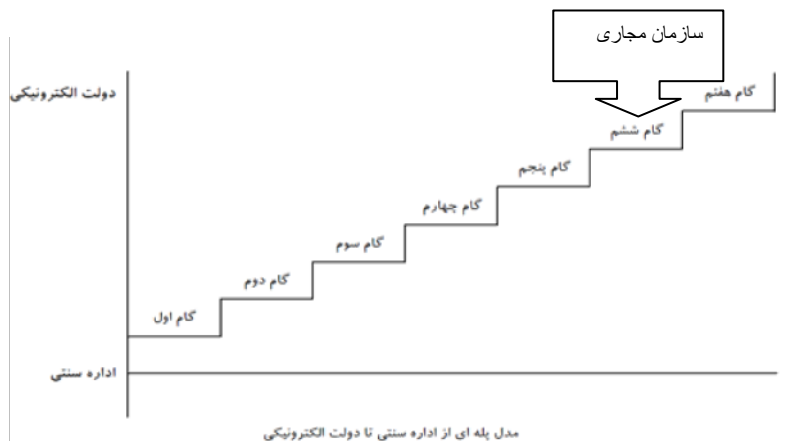 سازمان مجاری
دولت الکترونیکی
گام هفتم
گام ششم
گام پنجم
گام چهارم
گام سوم
گام دوم
گام اول
اداره سنتی
مدل پله ای از اداره سنتی تا دولت الکترونیکی